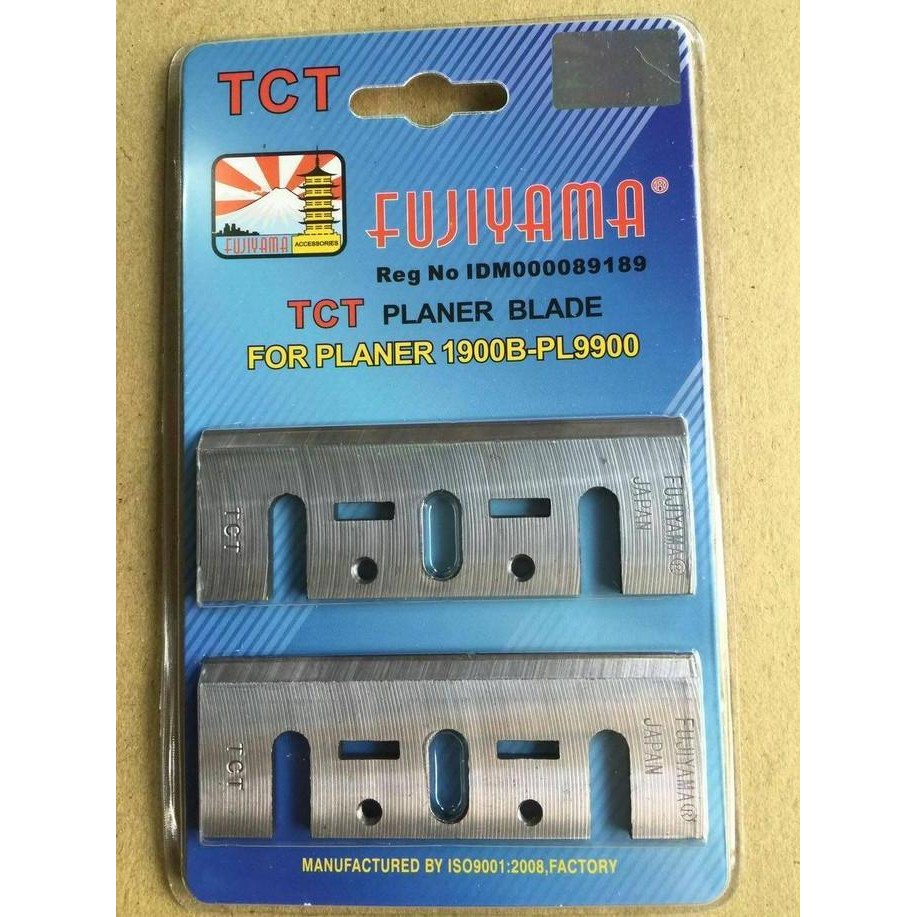 TCT
FUJIYAMA
ACCESSORIES
FUJIYAMA®
Reg No IDM000089189
TCT PLANER BLADE
FOR PLANER 1900B-PL9900
TCT
FUJIYAMA®
JAPAN
TCT
FUJIYAMA®
JAPAN
MANUFACTURED BY ISO9001:2008,FACTORY